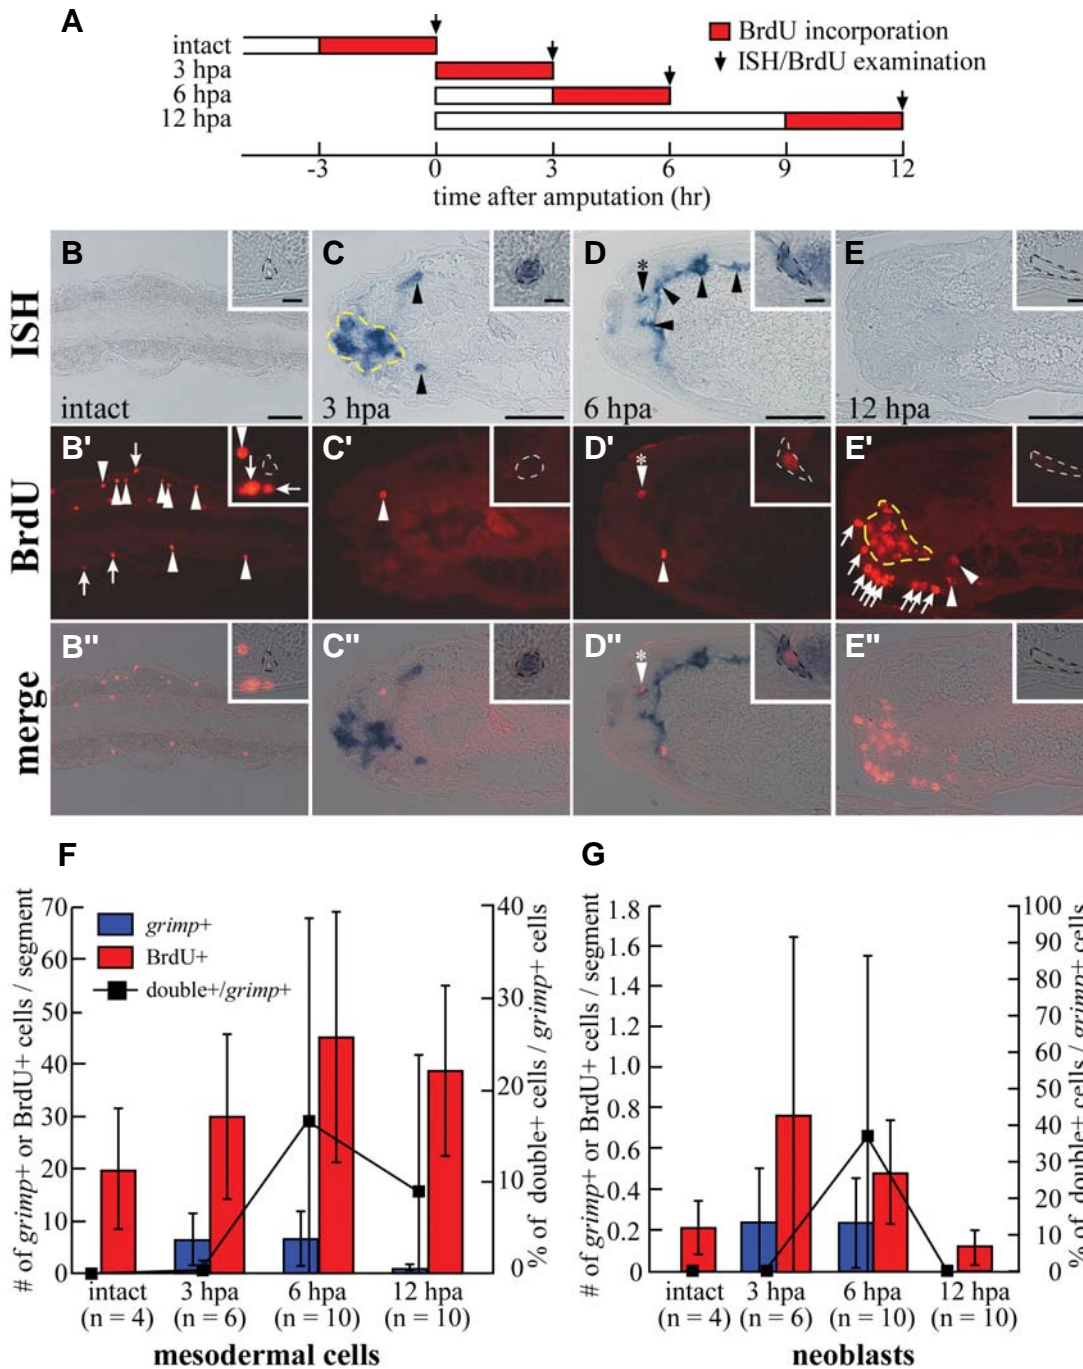 A
intact
3 hpa
6 hpa
12 hpa
BrdU incorporation
ISH/BrdU examination
-3 0 3 6 9 12
time after amputation (hr)
ISH
B
intact
C
3 hpa
D
*
6 hpa
E
12 hpa
BrdU
B'
C'
D'
*
E'
merge
B''
C''
D''
*
E''
F
# of grimp+ or BrdU+ cells / segment
70
60
50
40
30
20
10
0
grimp+
BrdU+
double+/grimp+
40
30
20
10
0
% of double+ cells / grimp+ cells
intact 3 hpa 6 hpa 12 hpa
(n = 4) (n = 6) (n = 10) (n = 10)
mesodermal cells
G
# of grimp+ or BrdU+ cells / segment
1.8
1.6
1.4
1.2
1.0
0.8
0.6
0.4
0.2
0
100
90
80
70
60
50
40
30
20
10
0
% of double+ cells / grimp+ cells
intact 3 hpa 6 hpa 12 hpa
(n = 4) (n = 6) (n = 10) (n = 10)
neoblasts